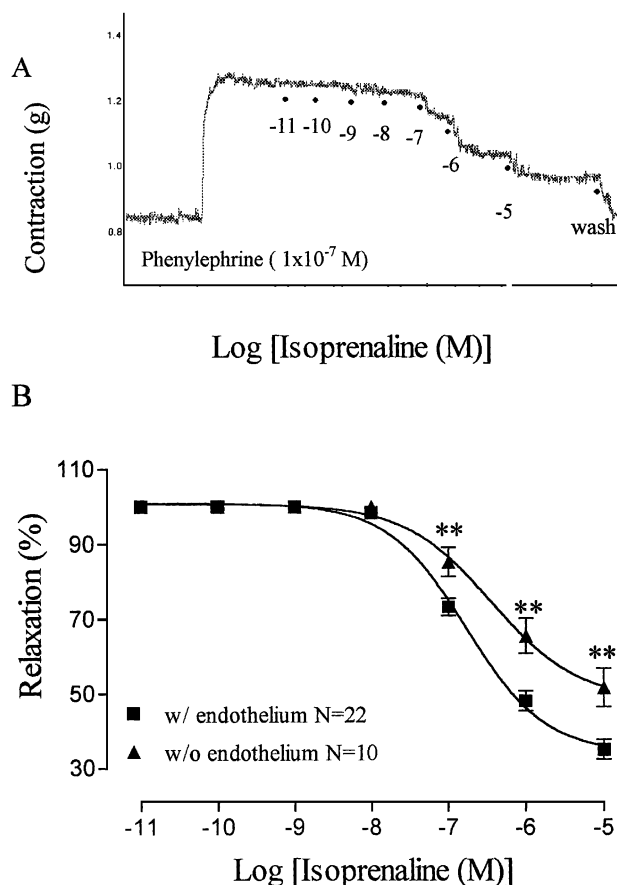 A
Contraction (g)
1.4
1.2
1.0
0.8
-11
-10
-9
-8
-7
-6
-5
wash
Phenylephrine ( 1x10⁻⁷ M)
Log [Isoprenaline (M)]
B
Relaxation (%)
110
90
70
50
30
**
**
**
w/ endothelium N=22
w/o endothelium N=10
-11 -10 -9 -8 -7 -6 -5
Log [Isoprenaline (M)]